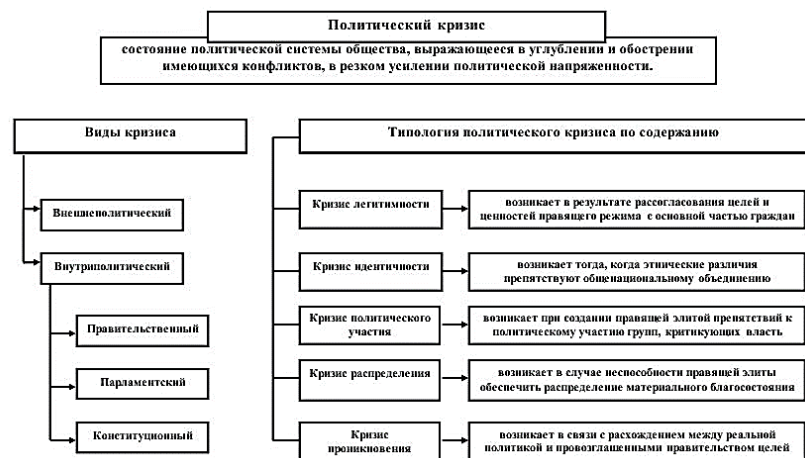 Политический кризис
состояние политической системы общества, выражающееся в углублении и обострении
имеющихся конфликтов, в резком усилении политической напряженности.
Виды кризиса
Внешнеполитический
Внутриполитический
Правительственный
Парламентский
Конституционный
Типология политического кризиса по содержанию
Кризис легитимности
возникает в результате рассогласования целей и
ценностей правящего режима с основной частью граждан
Кризис идентичности
возникает тогда, когда этнические различия
препятствуют общенациональному объединению
Кризис политического
участия
возникает при создании правящей элитой препятствий к
политическому участию групп, критикующих власть
Кризис распределения
возникает в случае неспособности правящей элиты
обеспечить распределение материального благосостояния
Кризис
проникновения
возникает в связи с расхождением между реальной
политикой и провозглашенными правительством целей